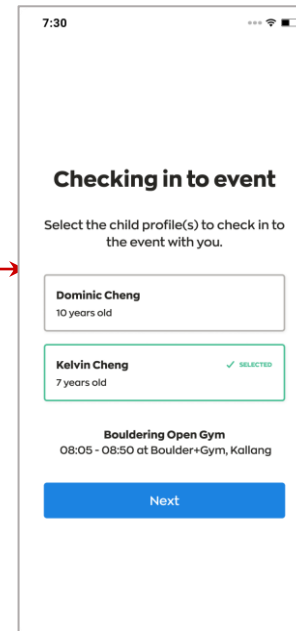 7:30
Checking in to event
Select the child profile(s) to check in to
the event with you.
Dominic Cheng
10 years old
Kelvin Cheng
✓ SELECTED
7 years old
Bouldering Open Gym
08:05 - 08:50 at Boulder+Gym, Kallang
Next